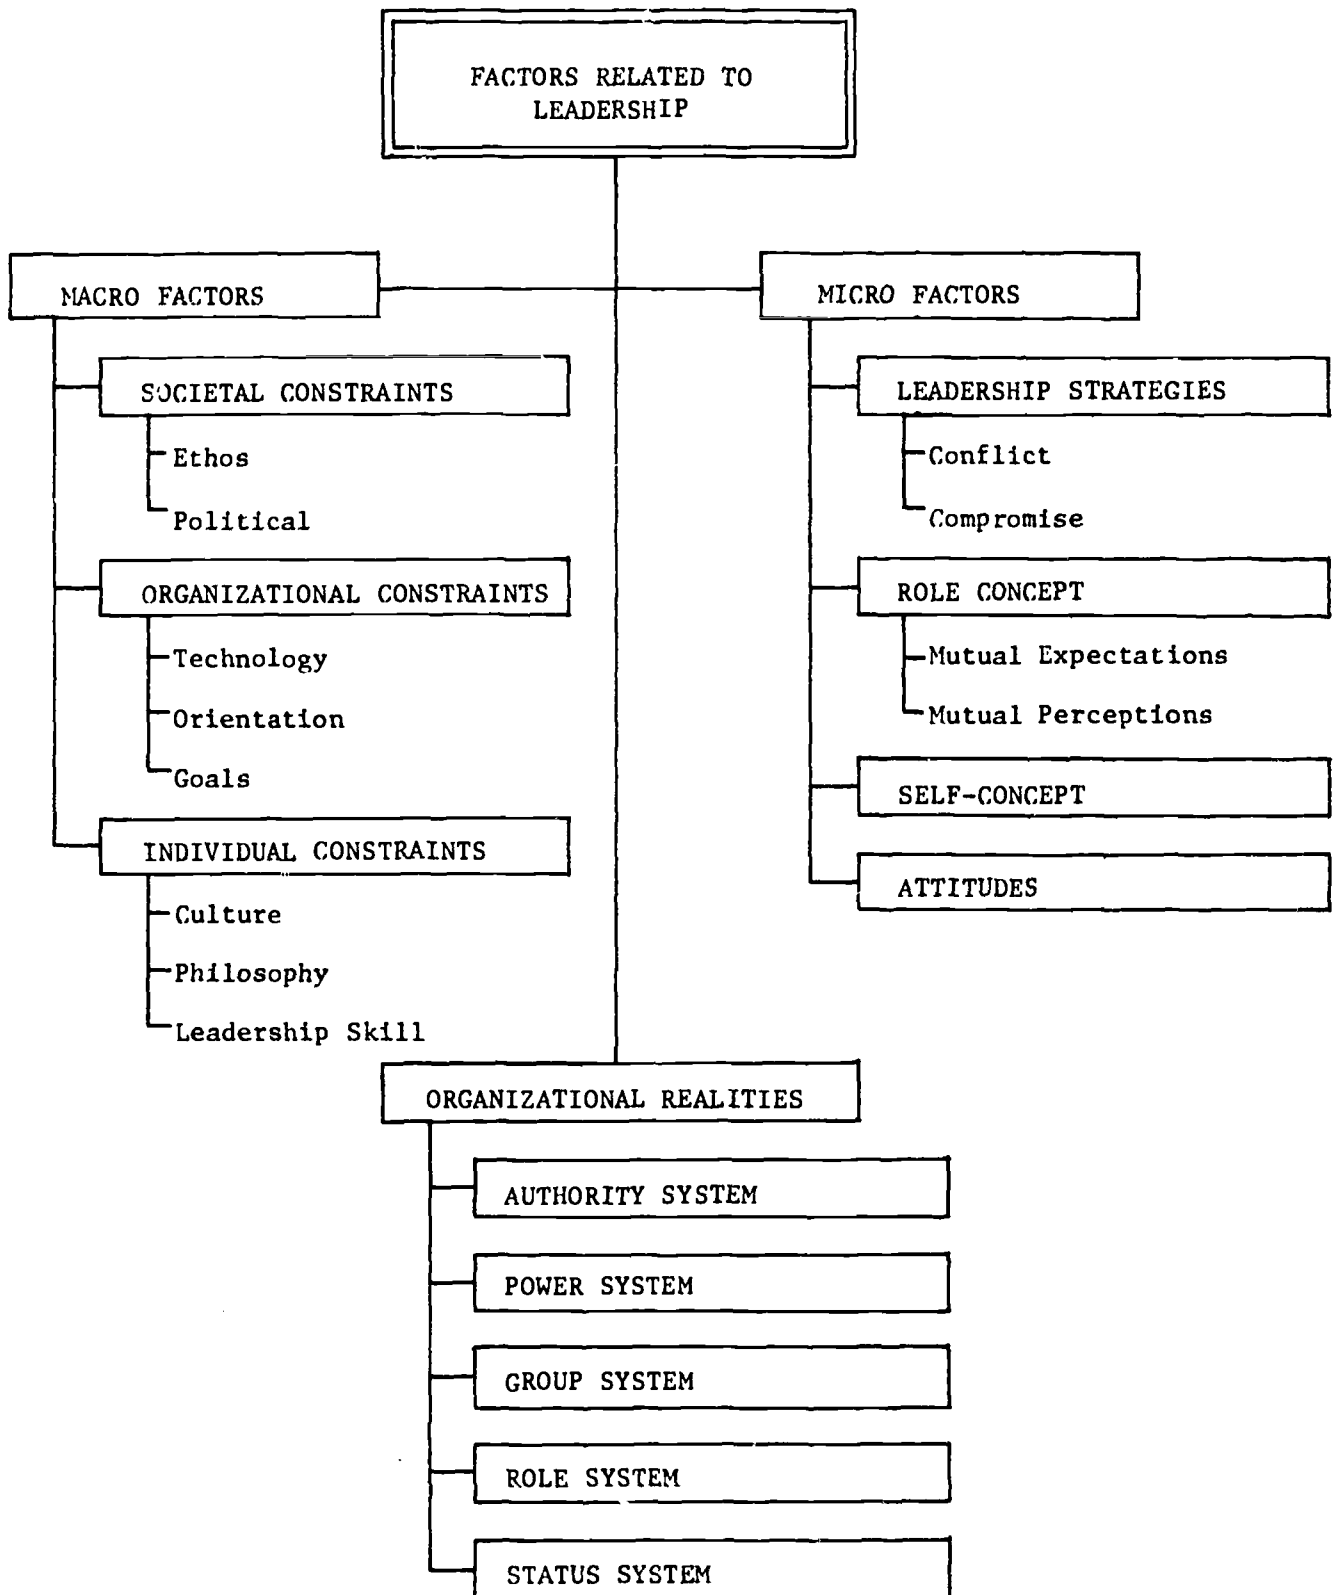 FACTORS RELATED TO
LEADERSHIP
MACRO FACTORS
SOCIETAL CONSTRAINTS
Ethos
Political
ORGANIZATIONAL CONSTRAINTS
Technology
Orientation
Goals
INDIVIDUAL CONSTRAINTS
Culture
Philosophy
Leadership Skill
MICRO FACTORS
LEADERSHIP STRATEGIES
Conflict
Compromise
ROLE CONCEPT
Mutual Expectations
Mutual Perceptions
SELF-CONCEPT
ATTITUDES
ORGANIZATIONAL REALITIES
AUTHORITY SYSTEM
POWER SYSTEM
GROUP SYSTEM
ROLE SYSTEM
STATUS SYSTEM